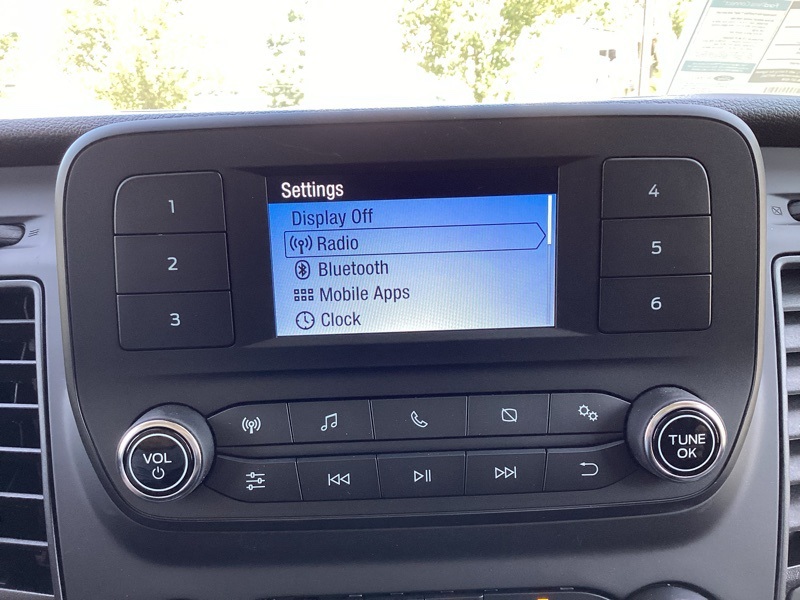 Settings
Display Off
Radio
Bluetooth
Mobile Apps
Clock
1
2
3
4
5
6
VOL
TUNE
OK